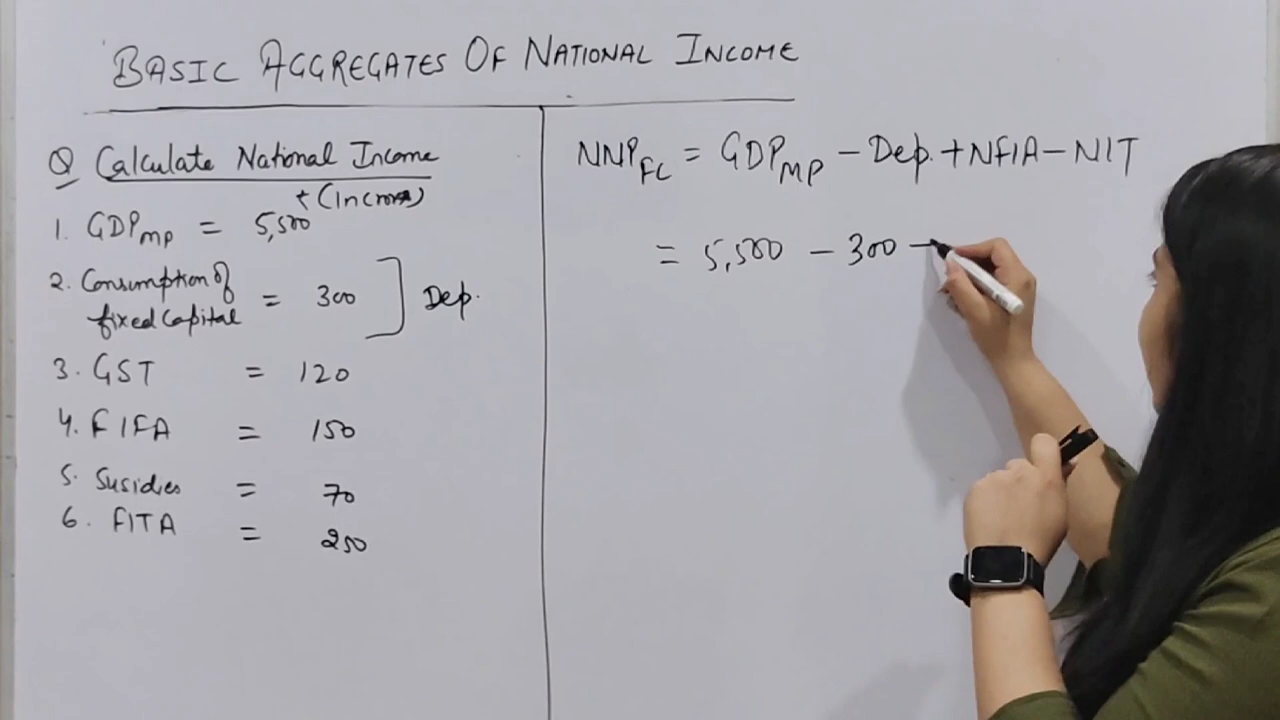 BASIC AGGREGATES OF NATIONAL INCOME
Q Calculate National Income
₹ (Incrores)
1. GDPMP = 5,500
2. Consumption of
fixed Capital = 300 ] Dep.
3. GST = 120
4. FIFA = 150
5. Susidies = 70
6. FITA = 250
NNPFC = GDPMP - Dep. + NFIA - NIT
= 5,500 - 300 -